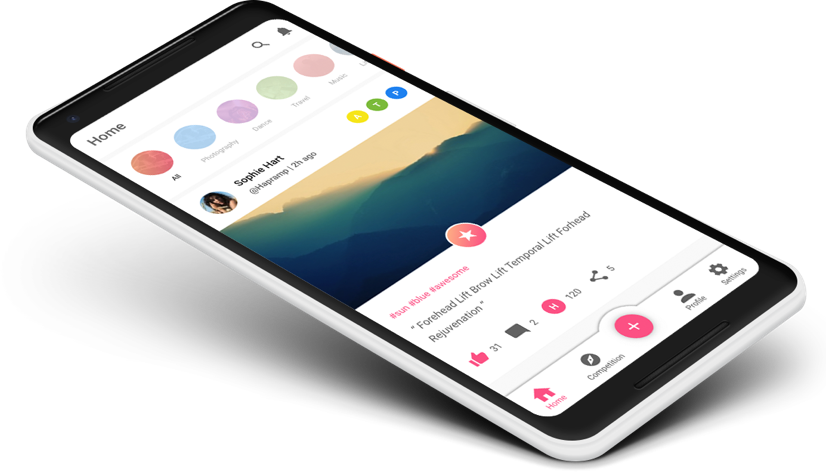 Home
All
Photography
Dance
Travel
Music
Sophie Hart
@Hapramp | 2h ago
A
T
P
#sun #blue #awesome
" Forehead Lift Brow Lift Temporal Lift Forhead
Rejuvenation "
31
2
H
120
5
Home
Competition
+
Profile
Settings